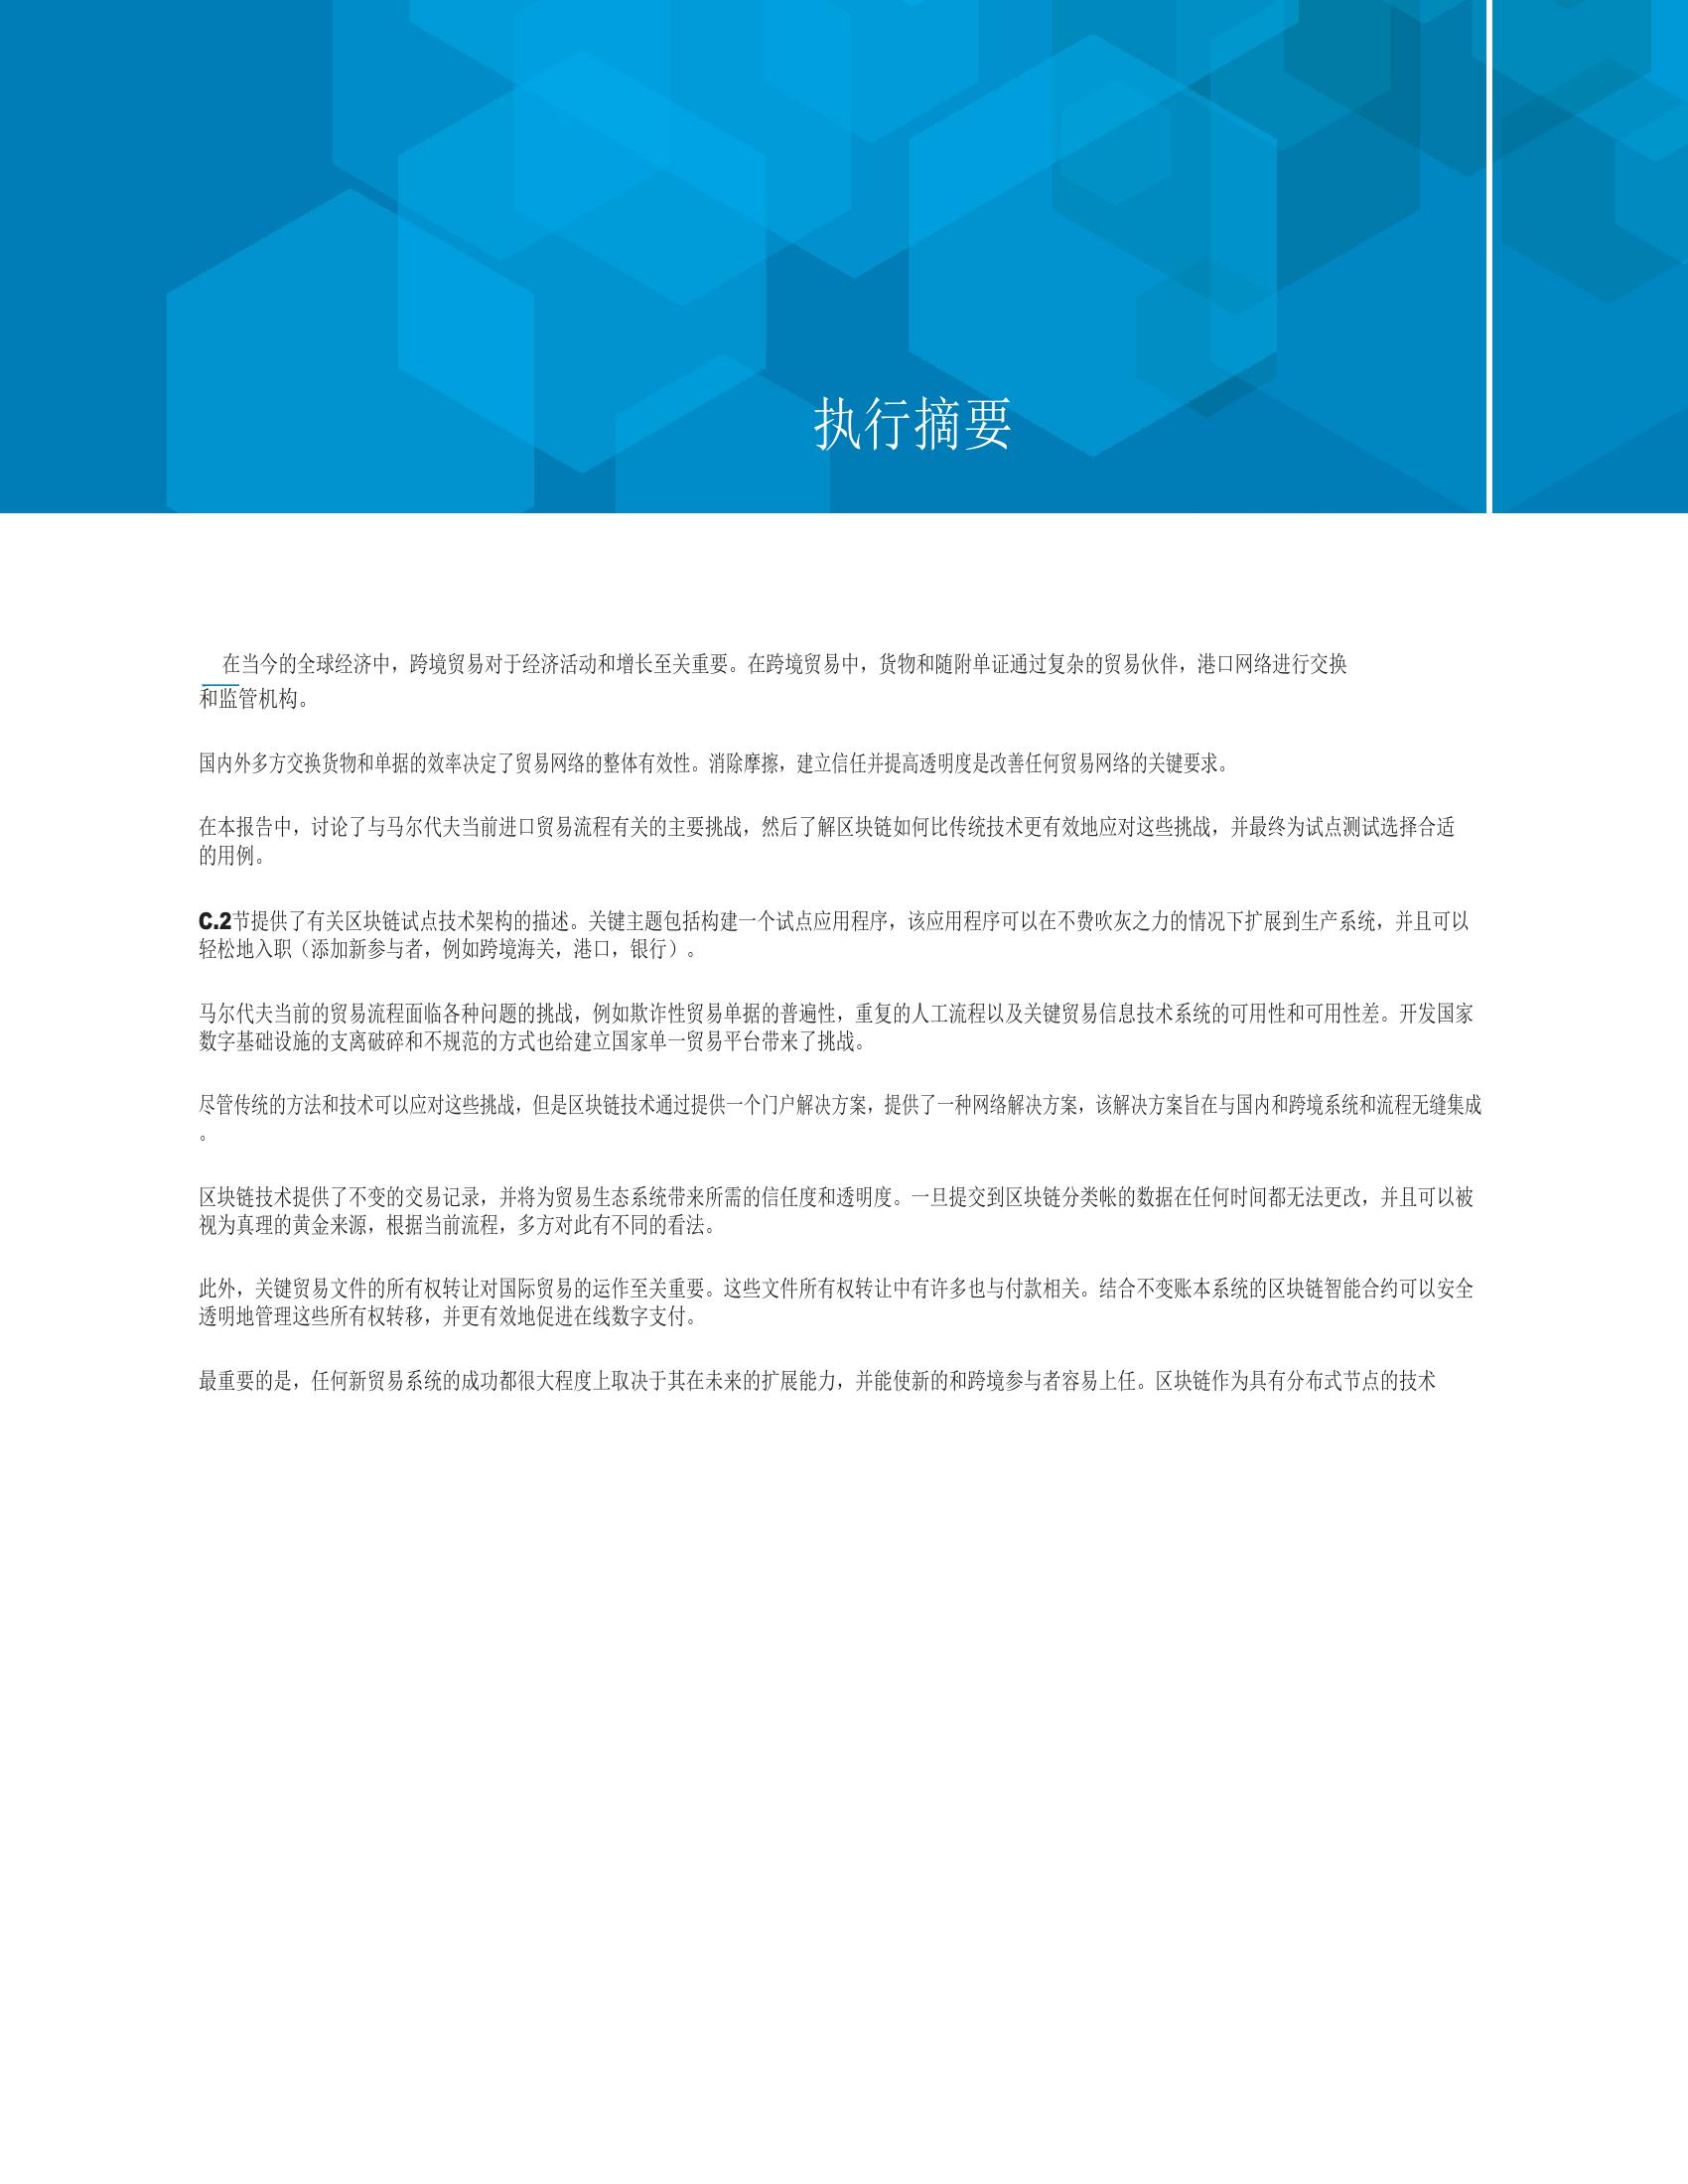 执行摘要
在当今的全球经济中，跨境贸易对于经济活动和增长至关重要。在跨境贸易中，货物和随附单证通过复杂的贸易伙伴，港口网络进行交换
和监管机构。
国内外多方交换货物和单据的效率决定了贸易网络的整体有效性。消除摩擦，建立信任并提高透明度是改善任何贸易网络的关键要求。
在本报告中，讨论了与马尔代夫当前进口贸易流程有关的主要挑战，然后了解区块链如何比传统技术更有效地应对这些挑战，并最终为试点测试选择合适
的用例。
C.2节提供了有关区块链试点技术架构的描述。关键主题包括构建一个试点应用程序，该应用程序可以在不费吹灰之力的情况下扩展到生产系统，并且可以
轻松地入职（添加新参与者，例如跨境海关，港口，银行）。
马尔代夫当前的贸易流程面临各种问题的挑战，例如欺诈性贸易单据的普遍性，重复的人工流程以及关键贸易信息技术系统的可用性和可用性差。开发国家
数字基础设施的支离破碎和不规范的方式也给建立国家单一贸易平台带来了挑战。
尽管传统的方法和技术可以应对这些挑战，但是区块链技术通过提供一个门户解决方案，提供了一种网络解决方案，该解决方案旨在与国内和跨境系统和流程无缝集成
。
区块链技术提供了不变的交易记录，并将为贸易生态系统带来所需的信任度和透明度。一旦提交到区块链分类帐的数据在任何时间都无法更改，并且可以被
视为真理的黄金来源，根据当前流程，多方对此有不同的看法。
此外，关键贸易文件的所有权转让对国际贸易的运作至关重要。这些文件所有权转让中有许多也与付款相关。结合不变账本系统的区块链智能合约可以安全
透明地管理这些所有权转移，并更有效地促进在线数字支付。
最重要的是，任何新贸易系统的成功都很大程度上取决于其在未来的扩展能力，并能使新的和跨境参与者容易上任。区块链作为具有分布式节点的技术